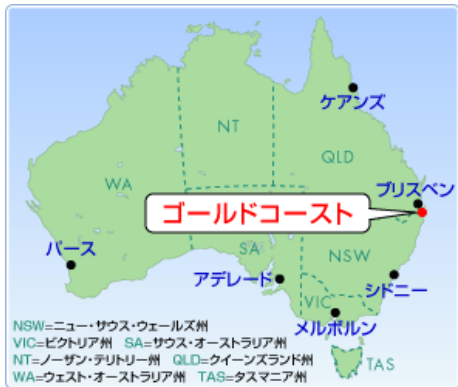 ケアンズ
NT
QLD
WA
ブリスベン
ゴールドコースト
SA
NSW
パース
アデレード
シドニー
VIC
メルボルン
NSW=ニュー・サウス・ウェールズ州
VIC=ビクトリア州 SA=サウス・オーストラリア州
NT=ノーザン・テリトリー州 QLD=クイーンズランド州
WA=ウェスト・オーストラリア州 TAS=タスマニア州
TAS